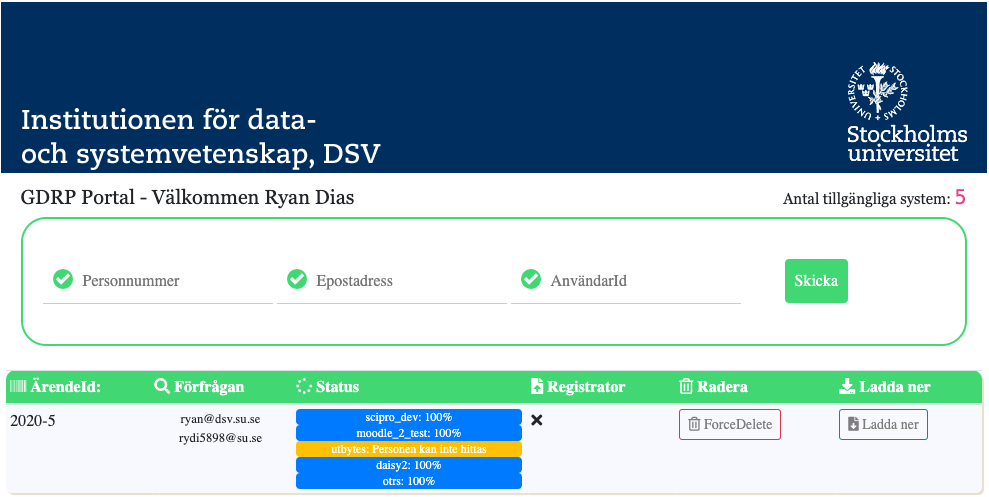 Institutionen för data-
och systemvetenskap, DSV
STOCKHOLMS UNIVERSITET
Stockholms
universitet
GDRP Portal - Välkommen Ryan Dias
Antal tillgängliga system: 5
Personnummer
Epostadress
AnvändarId
Skicka
ÄrendeId:
Förfrågan
Status
Registrator
Radera
Ladda ner
2020-5
ryan@dsv.su.se
rydi5898@su.se
scipro_dev: 100%
moodle_2_test: 100%
utbytes: Personen kan inte hittas
daisy2: 100%
otrs: 100%
ForceDelete
Ladda ner